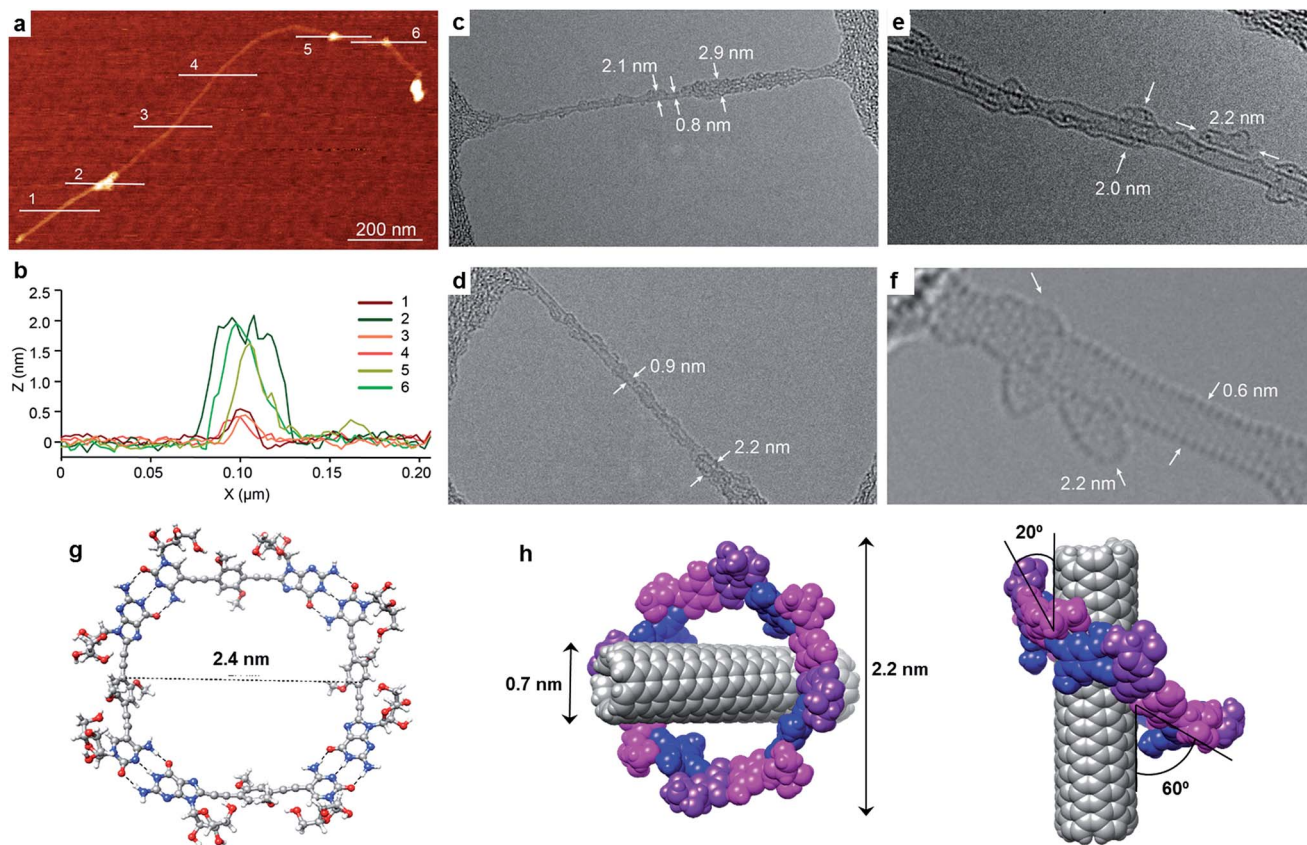 a
1
2
3
4
5
6
200 nm
b
2.5
2.0
1.5
1.0
0.5
0
Z (nm)
0
0.05
0.10
0.15
0.20
X (µm)
1
2
3
4
5
6
c
2.1 nm
2.9 nm
0.8 nm
d
0.9 nm
2.2 nm
e
2.2 nm
2.0 nm
f
0.6 nm
2.2 nm
g
2.4 nm
h
0.7 nm
2.2 nm
20º
60º